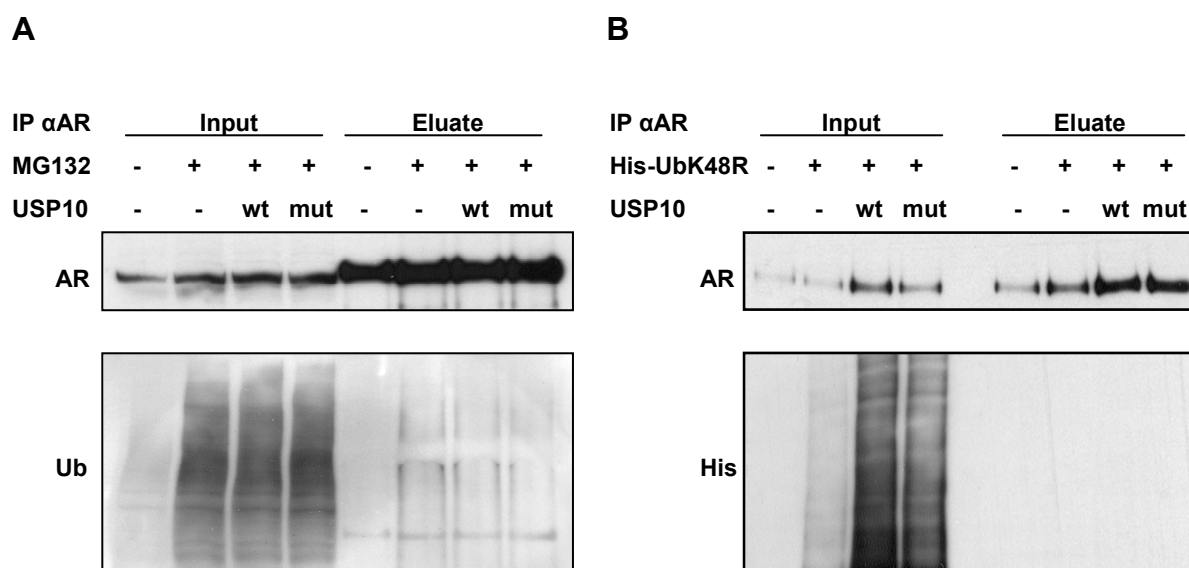 A
IP αAR Input Eluate
MG132 - + + + - + + +
USP10 - - wt mut - - wt mut
AR
Ub
B
IP αAR Input Eluate
His-UbK48R - + + + - + + +
USP10 - - wt mut - - wt mut
AR
His